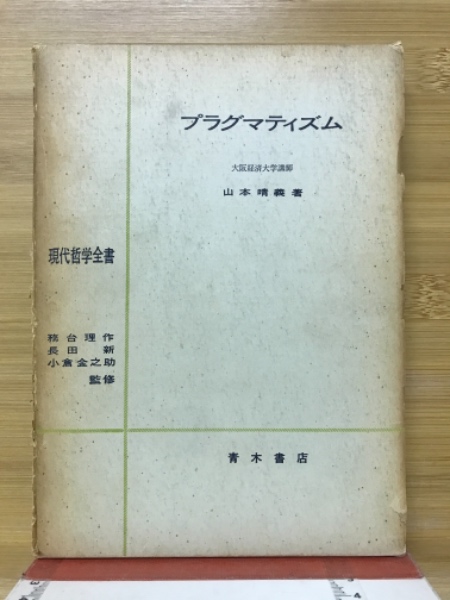 プラグマティズム
大阪経済大学講師
山本晴義著
現代哲学全書
務台理作
長田新
小倉金之助
監修
青木書店